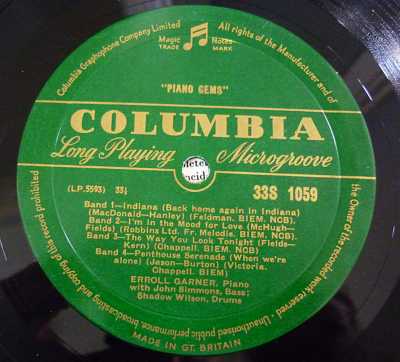 Columbia Graphophone Company Limited
All rights of the Manufacturer and
Magic Notes
TRADE MARK
"PIANO GEMS"
COLUMBIA
Long Playing Microgroove
(LP.5593) 33⅓
33S 1059
Band 1—Indiana (Back home again in Indiana)
(MacDonald—Hanley) (Feldman. BIEM. NCB)
Band 2—I'm in the Mood for Love (McHugh—
Fields) (Robbins Ltd. Fr. Melodie. BIEM. NCB)
Band 3—The Way You Look Tonight (Fields—
Kern) (Chappell. BIEM. NCB)
Band 4—Penthouse Serenade (When we're
alone) (Jason—Burton) (Victoria.
Chappell. BIEM)
ERROLL GARNER, Piano
with John Simmons, Bass;
Shadow Wilson, Drums
the Owner of the recorded work reserved. Unauthorised public performance, broadcasting and copying of this record prohibited
MADE IN GT. BRITAIN